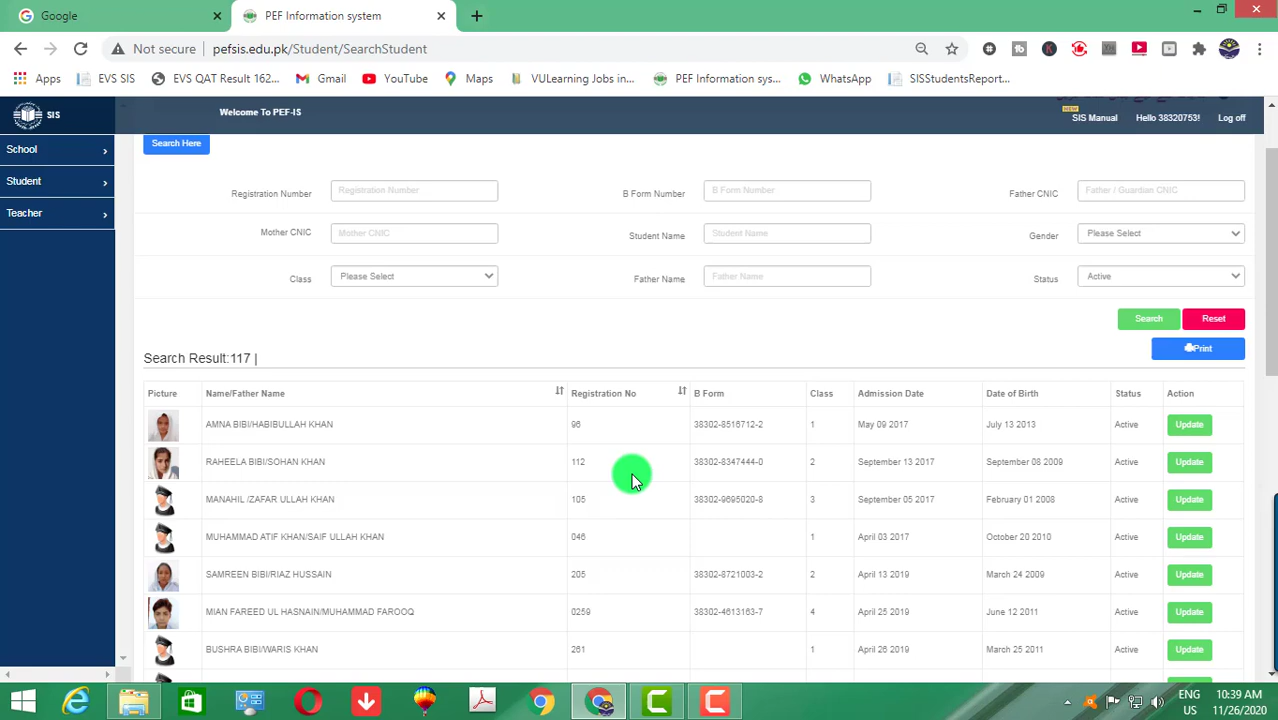 Google
PEF Information system
Not secure | pefsis.edu.pk/Student/SearchStudent
Apps EVS SIS EVS QAT Result 162... Gmail YouTube Maps VULearning Jobs in... PEF Information sys... WhatsApp SISStudentsReport...
SIS Welcome To PEF-IS NEW SIS Manual Hello 38320753! Log off
School
Student
Teacher
Search Here
Registration Number Registration Number B Form Number B Form Number Father CNIC Father / Guardian CNIC
Mother CNIC Mother CNIC Student Name Student Name Gender Please Select
Class Please Select Father Name Father Name Status Active
Search Reset
Print
Search Result:117 |
Picture Name/Father Name Registration No B Form Class Admission Date Date of Birth Status Action
AMNA BIBI/HABIBULLAH KHAN 96 38302-8516712-2 1 May 09 2017 July 13 2013 Active Update
RAHEELA BIBI/SOHAN KHAN 112 38302-8347444-0 2 September 13 2017 September 08 2009 Active Update
MANAHIL /ZAFAR ULLAH KHAN 105 38302-9695020-8 3 September 05 2017 February 01 2008 Active Update
MUHAMMAD ATIF KHAN/SAIF ULLAH KHAN 046 1 April 03 2017 October 20 2010 Active Update
SAMREEN BIBI/RIAZ HUSSAIN 205 38302-8721003-2 2 April 13 2019 March 24 2009 Active Update
MIAN FAREED UL HASNAIN/MUHAMMAD FAROOQ 0259 38302-4613163-7 4 April 25 2019 June 12 2011 Active Update
BUSHRA BIBI/WARIS KHAN 261 1 April 26 2019 March 25 2011 Active Update
ENG 10:39 AM
US 11/26/2020